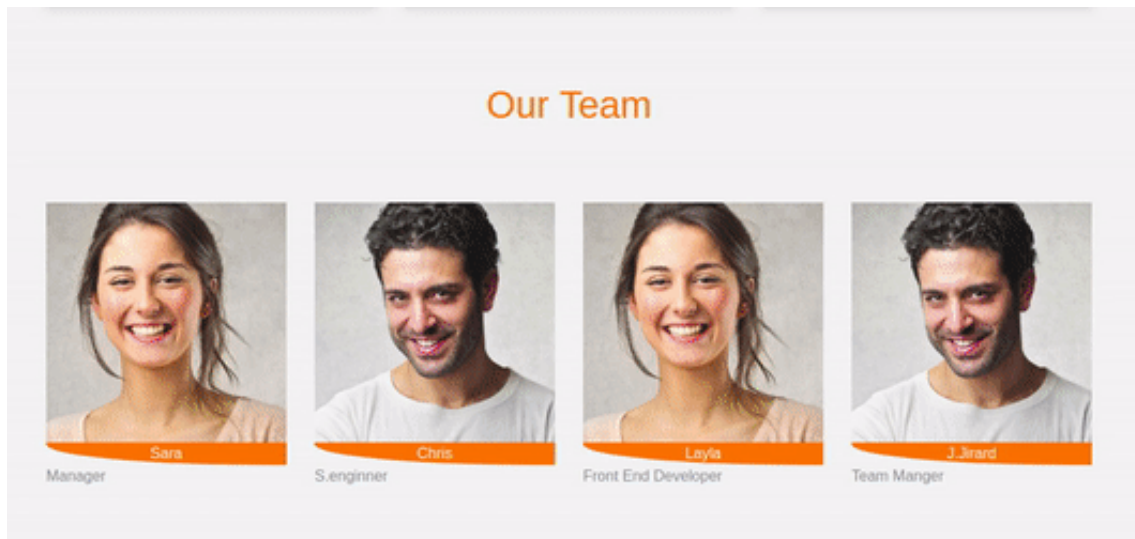 Our Team
Sara
Chris
Layla
J.Jirard
Manager
S.enginner
Front End Developer
Team Manger